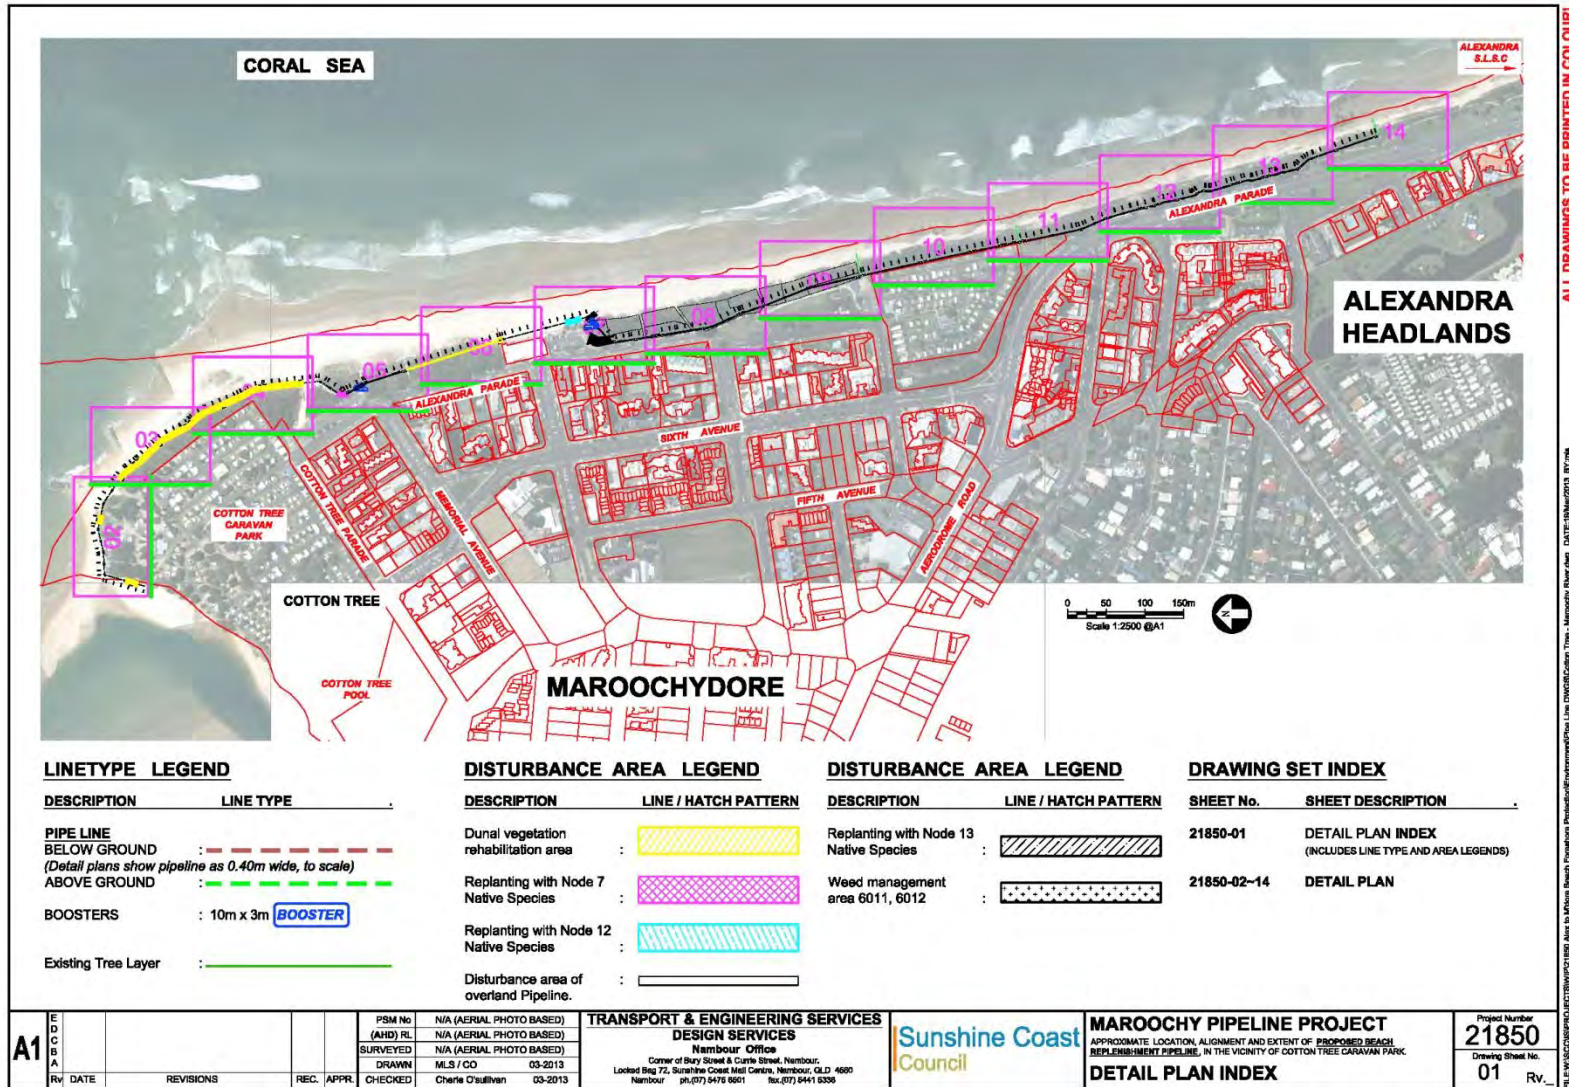 CORAL SEA
ALEXANDRA
S.L.S.C
14
13
12
11
10
09
08
06
05
03
02
ALEXANDRA PARADE
ALEXANDRA
HEADLANDS
ALEXANDRA PARADE
SIXTH AVENUE
FIFTH AVENUE
AERODROME ROAD
MEMORIAL AVENUE
COTTON TREE PARADE
COTTON TREE
CARAVAN
PARK
COTTON TREE
COTTON TREE
POOL
MAROOCHYDORE
0 50 100 150m
Scale 1:2500 @A1
N
LINETYPE LEGEND
DESCRIPTION LINE TYPE .
PIPE LINE
BELOW GROUND :
(Detail plans show pipeline as 0.40m wide, to scale)
ABOVE GROUND :
BOOSTERS : 10m x 3m BOOSTER
Existing Tree Layer :
DISTURBANCE AREA LEGEND
DESCRIPTION LINE / HATCH PATTERN
Dunal vegetation
rehabilitation area :
Replanting with Node 7
Native Species :
Replanting with Node 12
Native Species :
Disturbance area of :
overland Pipeline.
DISTURBANCE AREA LEGEND
DESCRIPTION LINE / HATCH PATTERN
Replanting with Node 13
Native Species :
Weed management
area 6011, 6012 :
DRAWING SET INDEX
SHEET No. SHEET DESCRIPTION .
21850-01 DETAIL PLAN INDEX
(INCLUDES LINE TYPE AND AREA LEGENDS)
21850-02~14 DETAIL PLAN
A1
E
D
C
B
A
Rv DATE REVISIONS REC. APPR.
PSM No N/A (AERIAL PHOTO BASED)
(AHD) RL N/A (AERIAL PHOTO BASED)
SURVEYED N/A (AERIAL PHOTO BASED)
DRAWN MLS / CO 03-2013
CHECKED Cherie O'sullivan 03-2013
TRANSPORT & ENGINEERING SERVICES
DESIGN SERVICES
Nambour Office
Corner of Bury Street & Currie Street, Nambour.
Locked Bag 72, Sunshine Coast Mail Centre, Nambour, QLD 4560
Nambour ph.(07) 5475 8501 fax.(07) 5441 5338
Sunshine Coast
Council
MAROOCHY PIPELINE PROJECT
APPROXIMATE LOCATION, ALIGNMENT AND EXTENT OF PROPOSED BEACH
REPLENISHMENT PIPELINE, IN THE VICINITY OF COTTON TREE CARAVAN PARK.
DETAIL PLAN INDEX
Project Number
21850
Drawing Sheet No.
01 Rv._
ALL DRAWINGS TO BE PRINTED IN COLOUR!